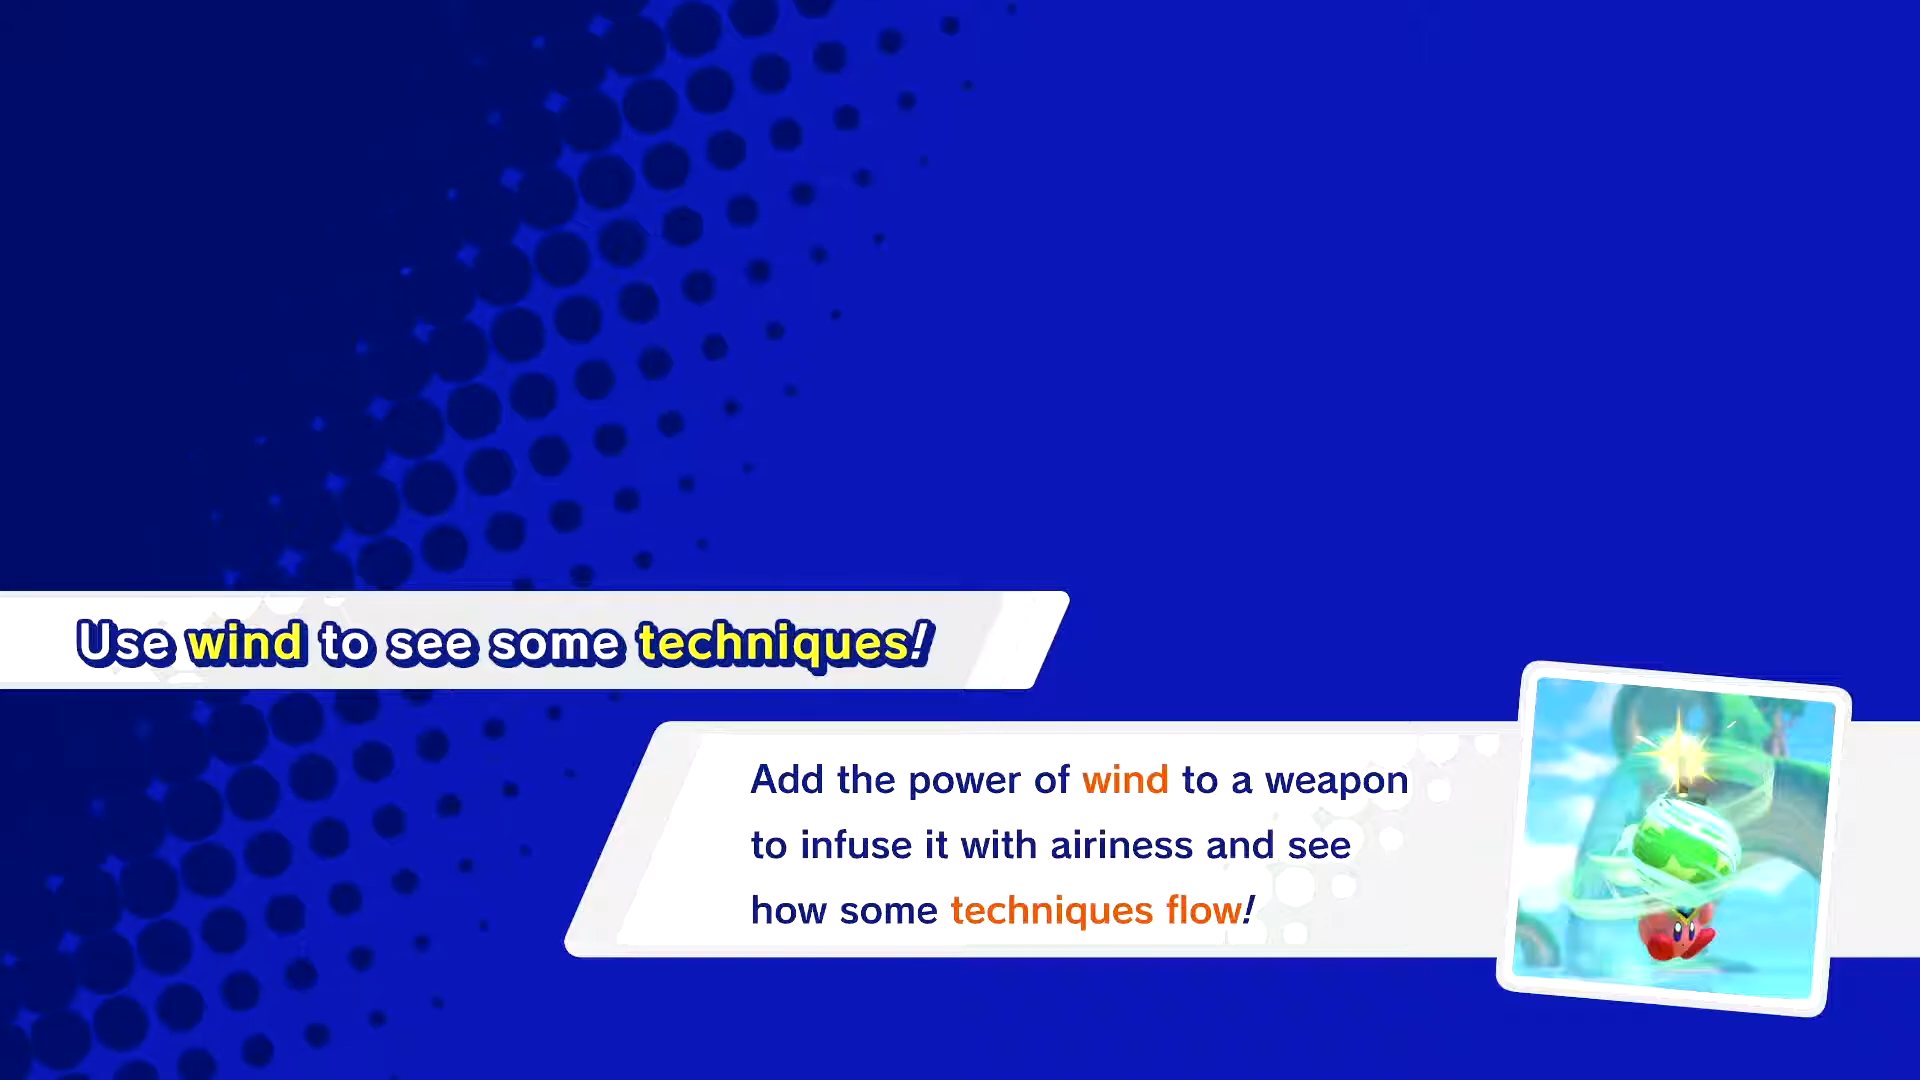 Use wind to see some techniques!
Add the power of wind to a weapon
to infuse it with airiness and see
how some techniques flow!